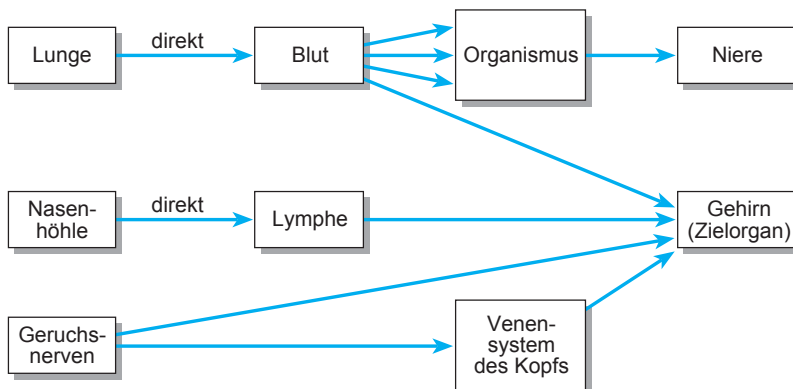 Lunge
direkt
Blut
Organismus
Niere
Nasen-
höhle
direkt
Lymphe
Gehirn
(Zielorgan)
Geruchs-
nerven
Venen-
system
des Kopfs